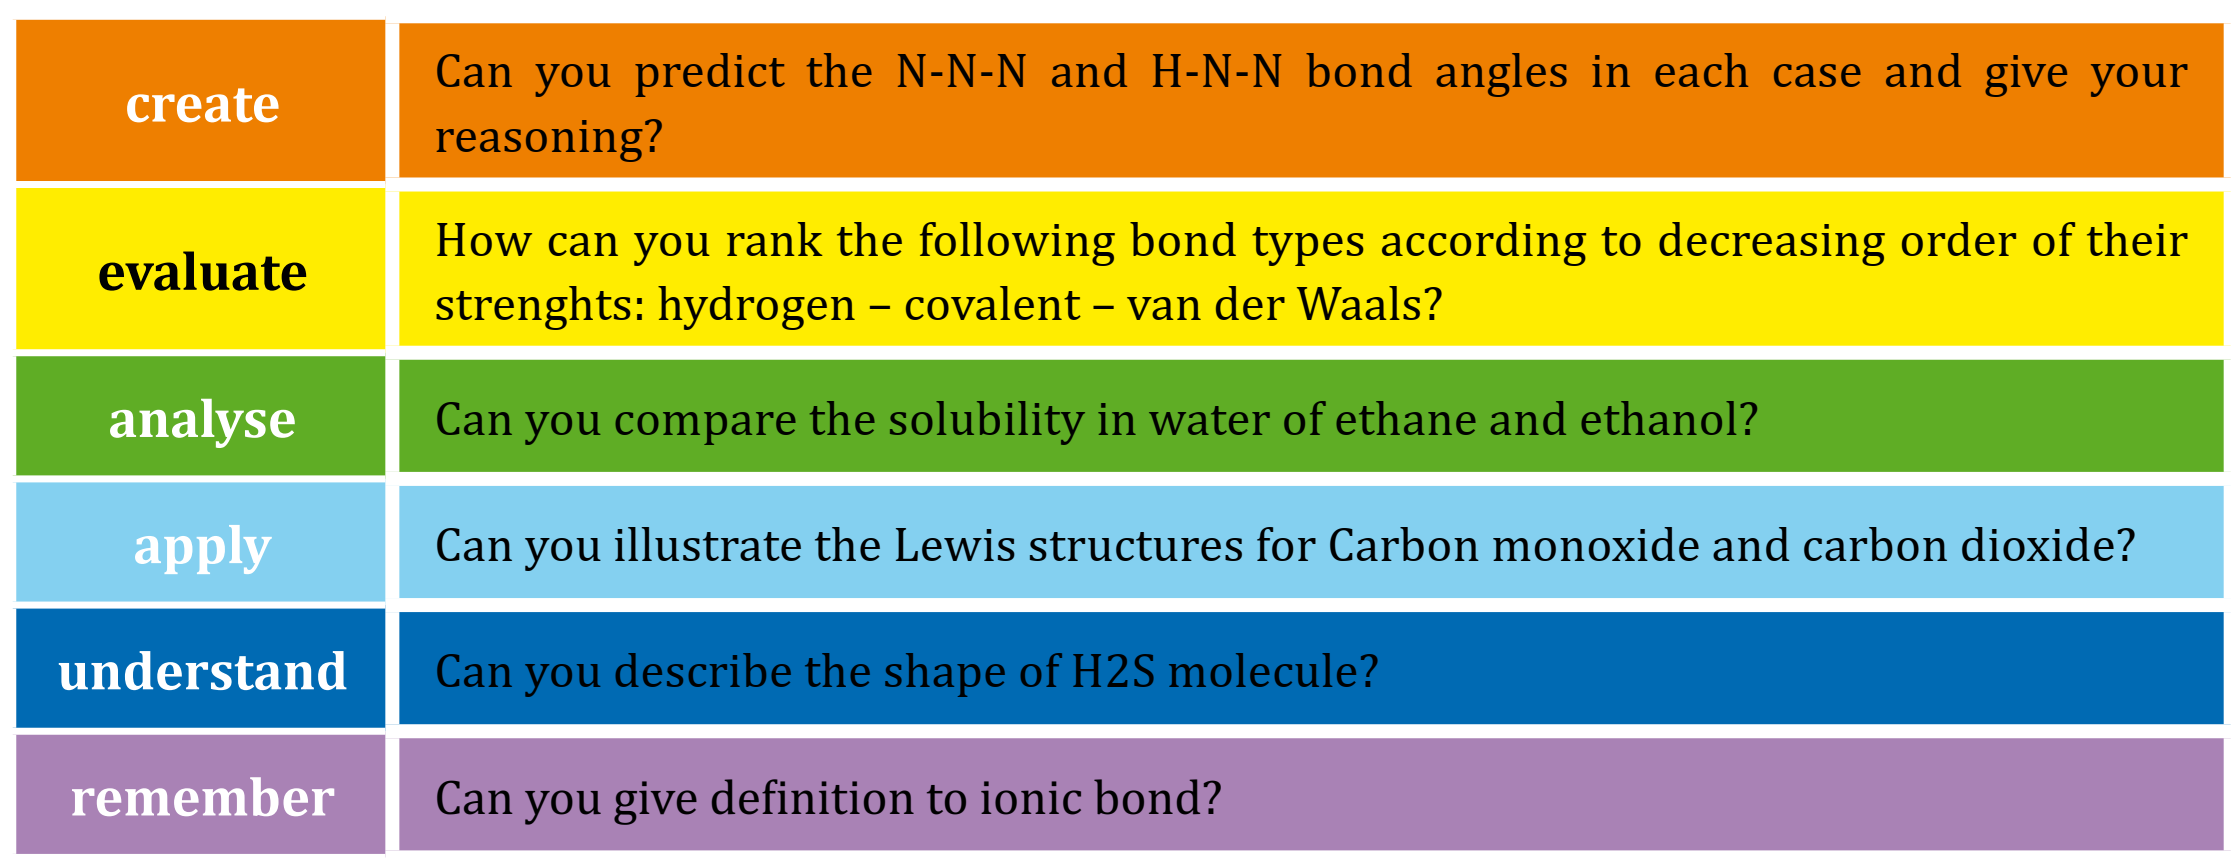 create
Can you predict the N-N-N and H-N-N bond angles in each case and give your
reasoning?
evaluate
How can you rank the following bond types according to decreasing order of their
strenghts: hydrogen – covalent – van der Waals?
analyse
Can you compare the solubility in water of ethane and ethanol?
apply
Can you illustrate the Lewis structures for Carbon monoxide and carbon dioxide?
understand
Can you describe the shape of H2S molecule?
remember
Can you give definition to ionic bond?